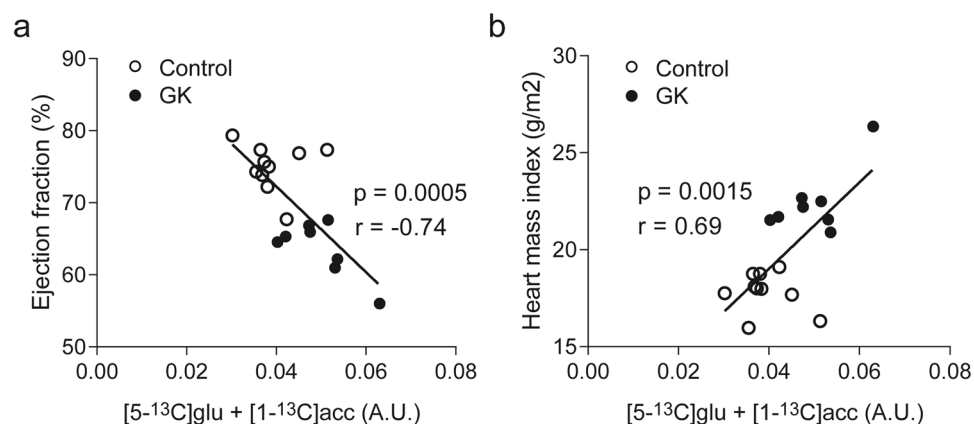 a
90
80
70
60
50
Ejection fraction (%)
Control
GK
p = 0.0005
r = -0.74
0.00 0.02 0.04 0.06 0.08
[5-¹³C]glu + [1-¹³C]acc (A.U.)
b
30
25
20
15
Heart mass index (g/m2)
Control
GK
p = 0.0015
r = 0.69
0.00 0.02 0.04 0.06 0.08
[5-¹³C]glu + [1-¹³C]acc (A.U.)